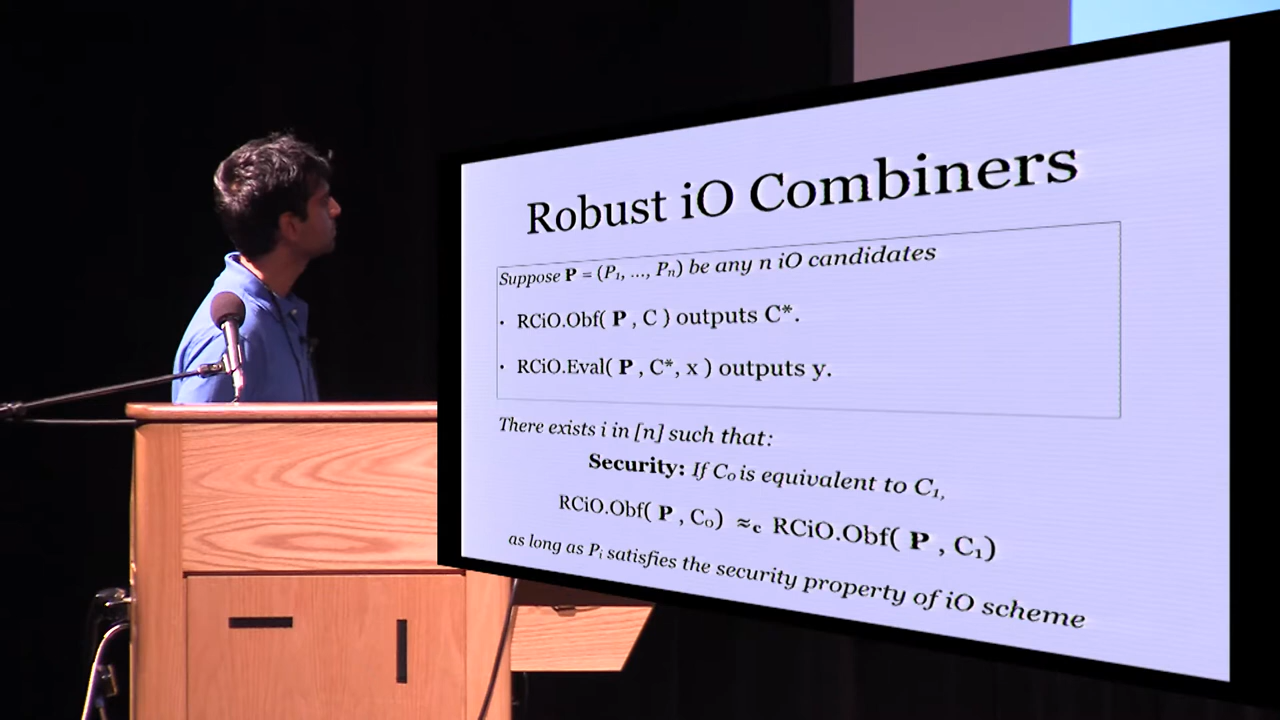 Robust iO Combiners
Suppose P = (P₁, ..., Pₙ) be any n iO candidates
· RCiO.Obf( P , C ) outputs C*.
· RCiO.Eval( P , C*, x ) outputs y.
There exists i in [n] such that:
Security: If C₀ is equivalent to C₁,
RCiO.Obf( P , C₀) ≈c RCiO.Obf( P , C₁)
as long as Pᵢ satisfies the security property of iO scheme